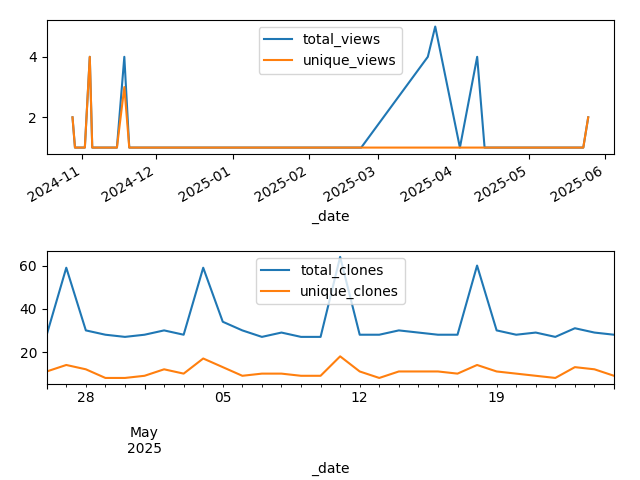 total_views
unique_views
4
2
2024-11
2024-12
2025-01
2025-02
2025-03
2025-04
2025-05
2025-06
_date
total_clones
unique_clones
60
40
20
28
05
12
19
May
2025
_date